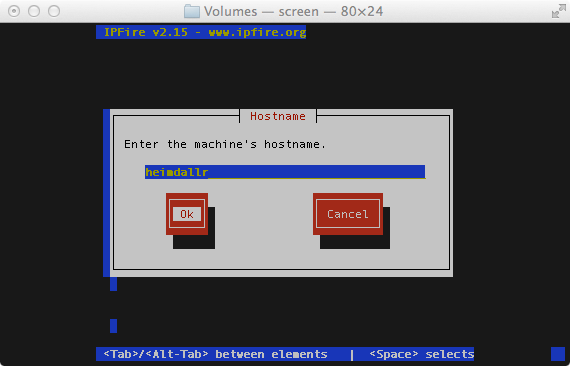 Volumes — screen — 80×24
IPFire v2.15 - www.ipfire.org
Hostname
Enter the machine's hostname.
heimdallr
Ok Cancel
<Tab>/<Alt-Tab> between elements | <Space> selects